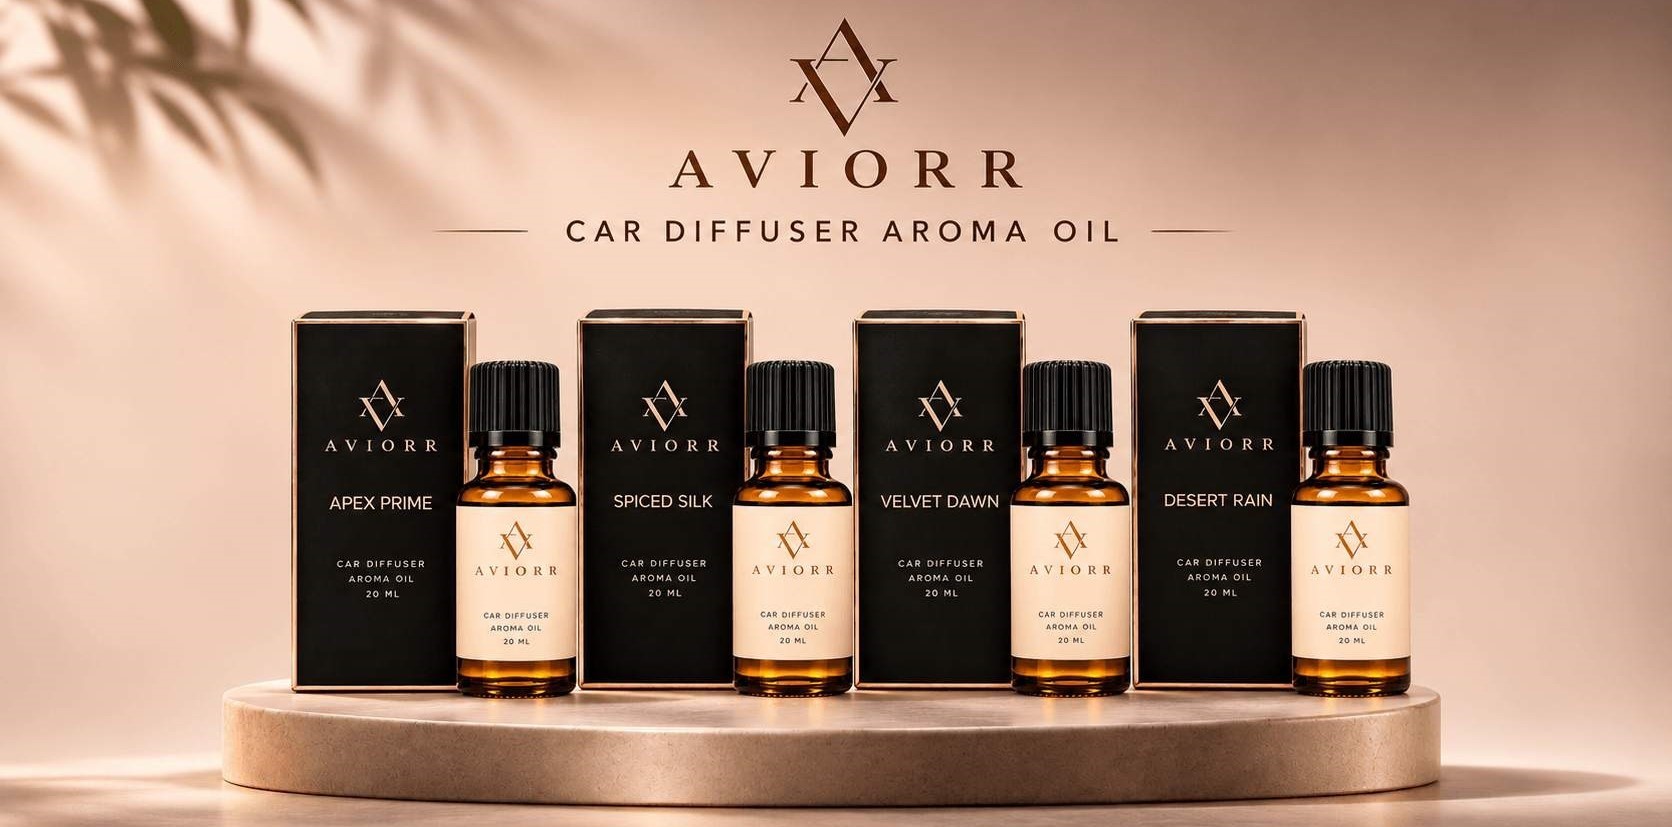 AVIORR
CAR DIFFUSER AROMA OIL
AVIORR
APEX PRIME
CAR DIFFUSER
AROMA OIL
20 ML
AVIORR
CAR DIFFUSER
AROMA OIL
20 ML
AVIORR
SPICED SILK
CAR DIFFUSER
AROMA OIL
20 ML
AVIORR
CAR DIFFUSER
AROMA OIL
20 ML
AVIORR
VELVET DAWN
CAR DIFFUSER
AROMA OIL
20 ML
AVIORR
CAR DIFFUSER
AROMA OIL
20 ML
AVIORR
DESERT RAIN
CAR DIFFUSER
AROMA OIL
20 ML
AVIORR
CAR DIFFUSER
AROMA OIL
20 ML